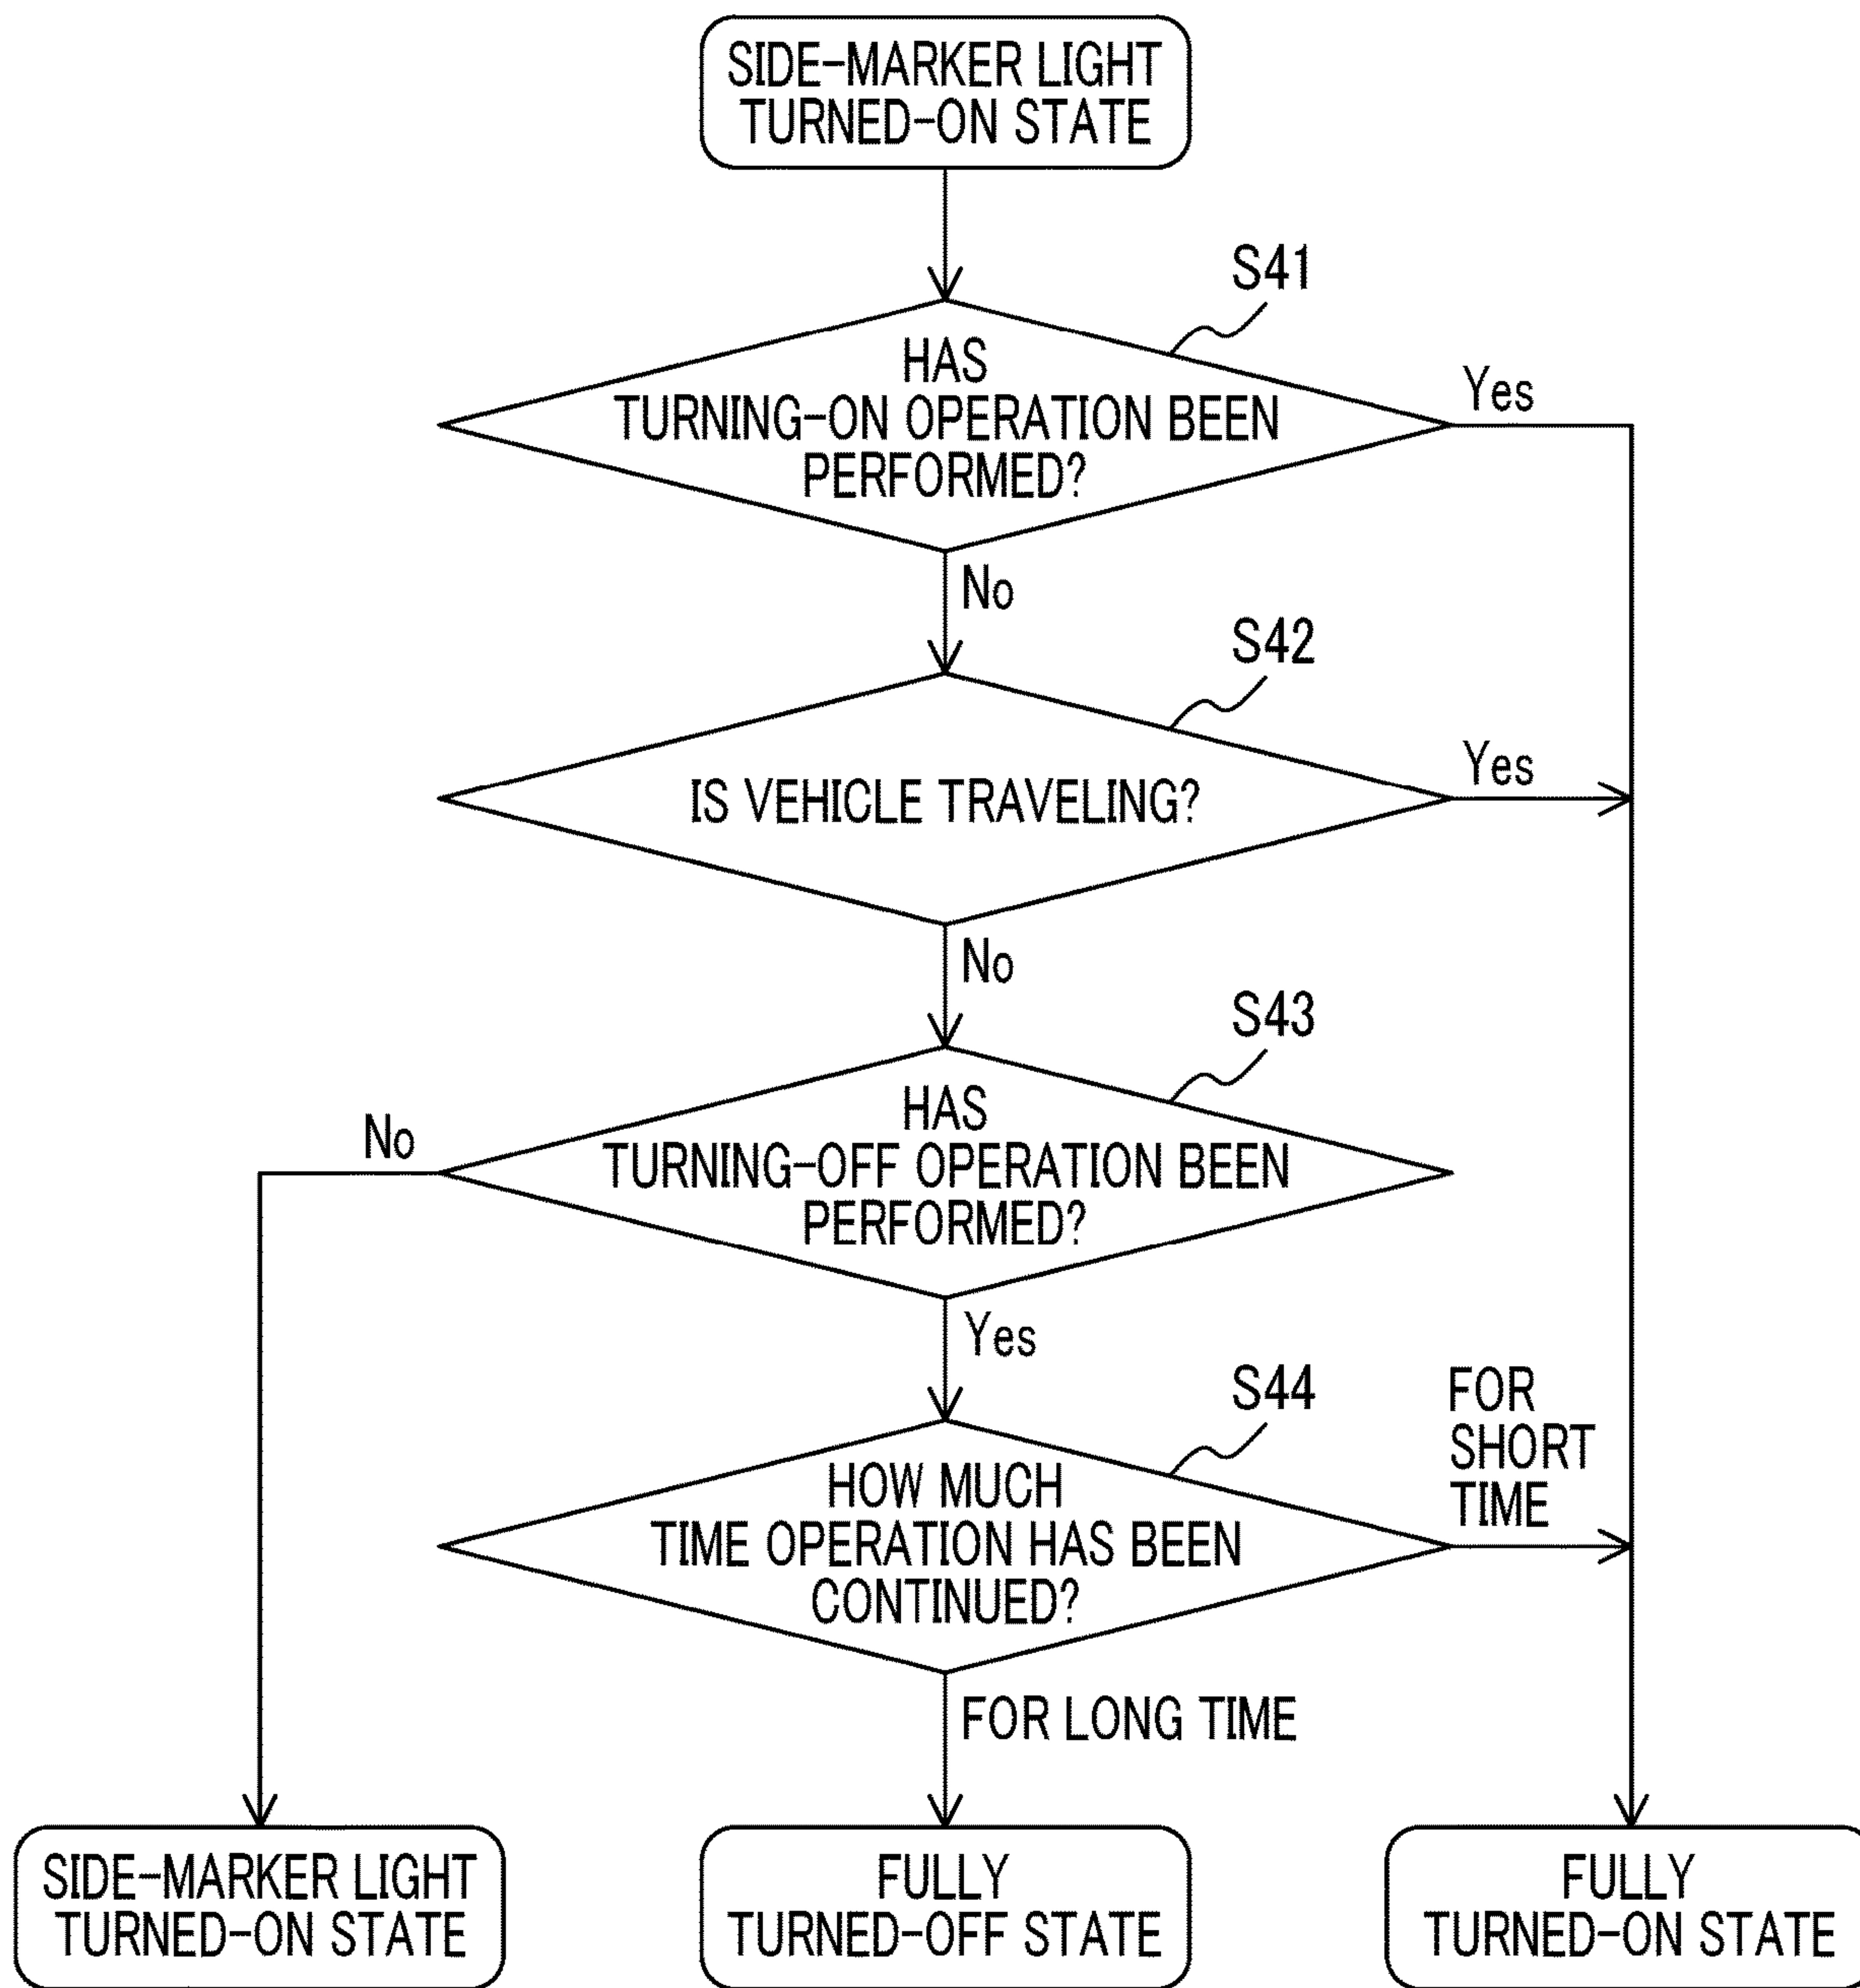 SIDE-MARKER LIGHT
TURNED-ON STATE
S41
HAS
TURNING-ON OPERATION BEEN
PERFORMED?
Yes
No
S42
IS VEHICLE TRAVELING?
Yes
No
S43
HAS
TURNING-OFF OPERATION BEEN
PERFORMED?
No
Yes
S44
HOW MUCH
TIME OPERATION HAS BEEN
CONTINUED?
FOR
SHORT
TIME
FOR LONG TIME
SIDE-MARKER LIGHT
TURNED-ON STATE
FULLY
TURNED-OFF STATE
FULLY
TURNED-ON STATE